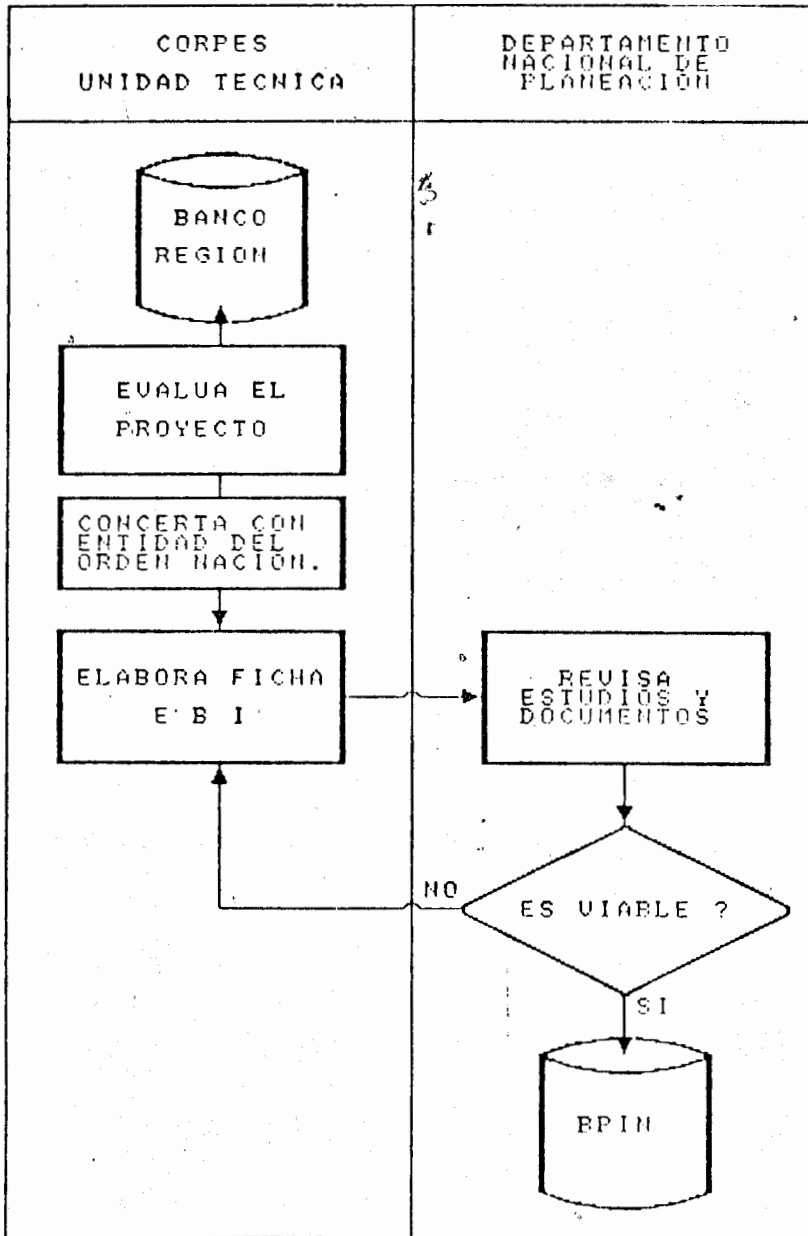 CORPES
UNIDAD TECNICA
DEPARTAMENTO
NACIONAL DE
PLANEACION
BANCO
REGION
EVALUA EL
PROYECTO
CONCERTA CON
ENTIDAD DEL
ORDEN NACION.
ELABORA FICHA
E B I
REVISA
ESTUDIOS Y
DOCUMENTOS
NO
ES VIABLE ?
SI
BPIN